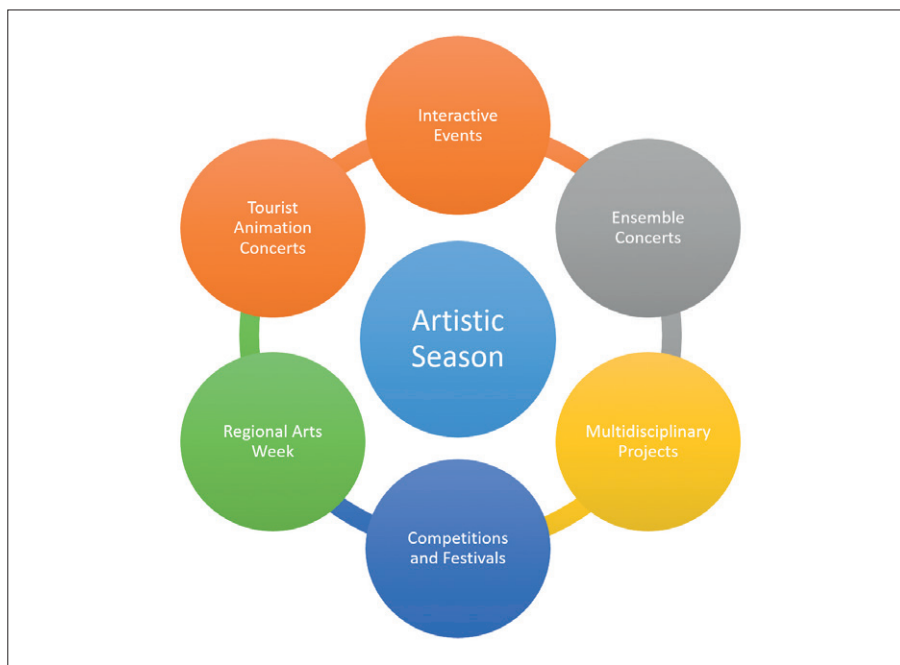 Interactive
Events
Ensemble
Concerts
Multidisciplinary
Projects
Competitions
and Festivals
Regional Arts
Week
Tourist
Animation
Concerts
Artistic
Season